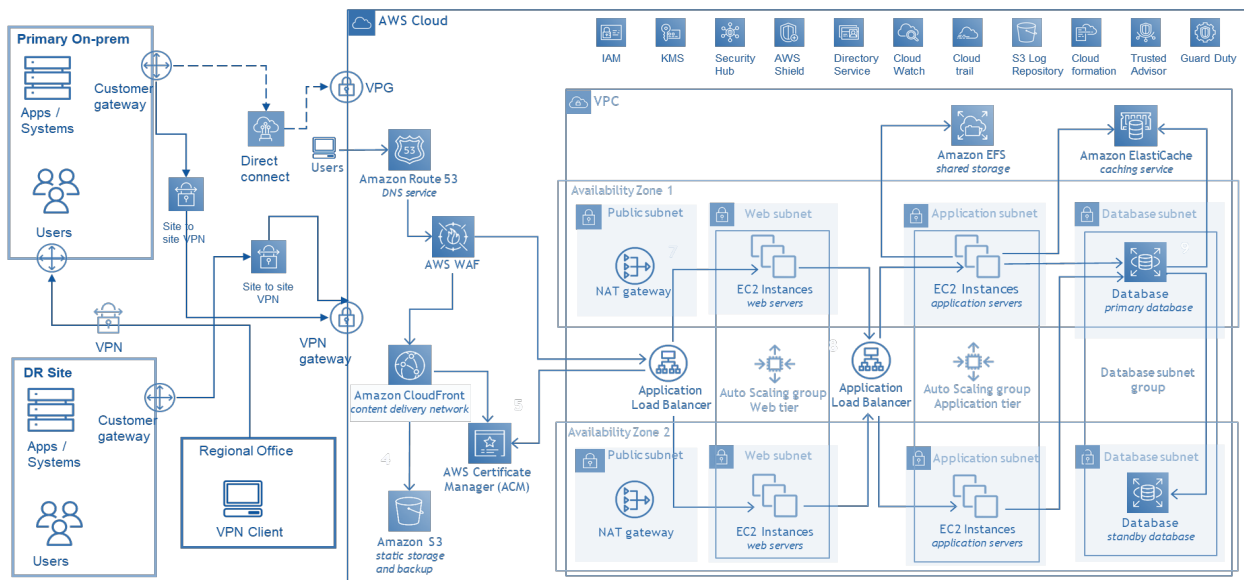 AWS Cloud
Primary On-prem
Apps /
Systems
Customer
gateway
Users
IAM
KMS
Security
Hub
AWS
Shield
Directory
Service
Cloud
Watch
Cloud
trail
S3 Log
Repository
Cloud
formation
Trusted
Advisor
Guard Duty
VPG
Direct
connect
Users
53
Amazon Route 53
DNS service
VPC
Amazon EFS
shared storage
Amazon ElastiCache
caching service
Site to
site VPN
Site to site
VPN
AWS WAF
VPN
VPN
gateway
Availability Zone 1
Public subnet
NAT gateway
7
Web subnet
EC2 Instances
web servers
Application subnet
EC2 Instances
application servers
Database subnet
Database
primary database
Application
Load Balancer
Auto Scaling group
Web tier
8
Application
Load Balancer
Auto Scaling group
Application tier
Database subnet
group
DR Site
Apps /
Systems
Customer
gateway
Users
Regional Office
VPN Client
Amazon CloudFront
content delivery network
5
4
AWS Certificate
Manager (ACM)
Amazon S3
static storage
and backup
Availability Zone 2
Public subnet
NAT gateway
Web subnet
EC2 Instances
web servers
Application subnet
EC2 Instances
application servers
Database subnet
Database
standby database